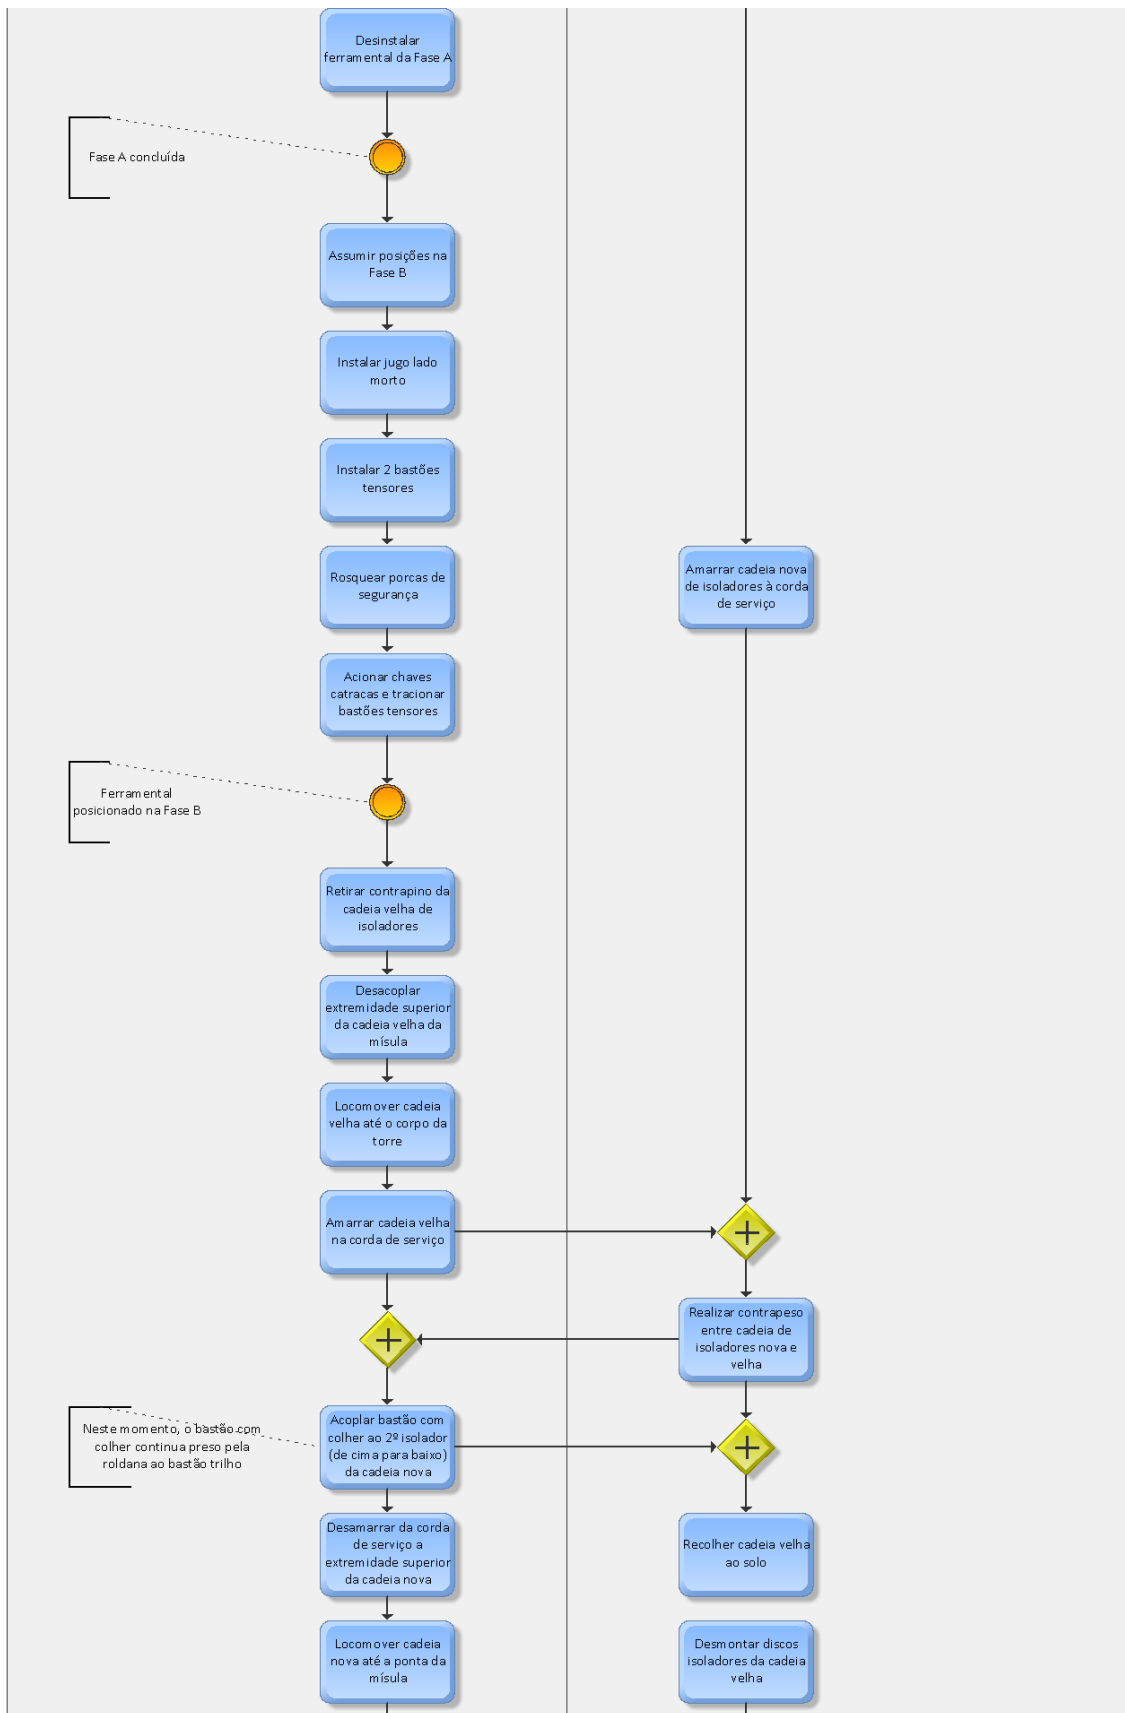 Desinstalar
ferramental da Fase A
Fase A concluída
Assumir posições na
Fase B
Instalar jugo lado
morto
Instalar 2 bastões
tensores
Rosquear porcas de
segurança
Amarrar cadeia nova
de isoladores à corda
de serviço
Acionar chaves
catracas e tracionar
bastões tensores
Ferramental
posicionado na Fase B
Retirar contrapino da
cadeia velha de
isoladores
Desacoplar
extremidade superior
da cadeia velha da
mísula
Locomover cadeia
velha até o corpo da
torre
Amarrar cadeia velha
na corda de serviço
Realizar contrapeso
entre cadeia de
isoladores nova e
velha
Neste momento, o bastão com
colher continua preso pela
roldana ao bastão trilho
Acoplar bastão com
colher ao 2º isolador
(de cima para baixo)
da cadeia nova
Desamarrar da corda
de serviço a
extremidade superior
da cadeia nova
Recolher cadeia velha
ao solo
Locomover cadeia
nova até a ponta da
mísula
Desmontar discos
isoladores da cadeia
velha